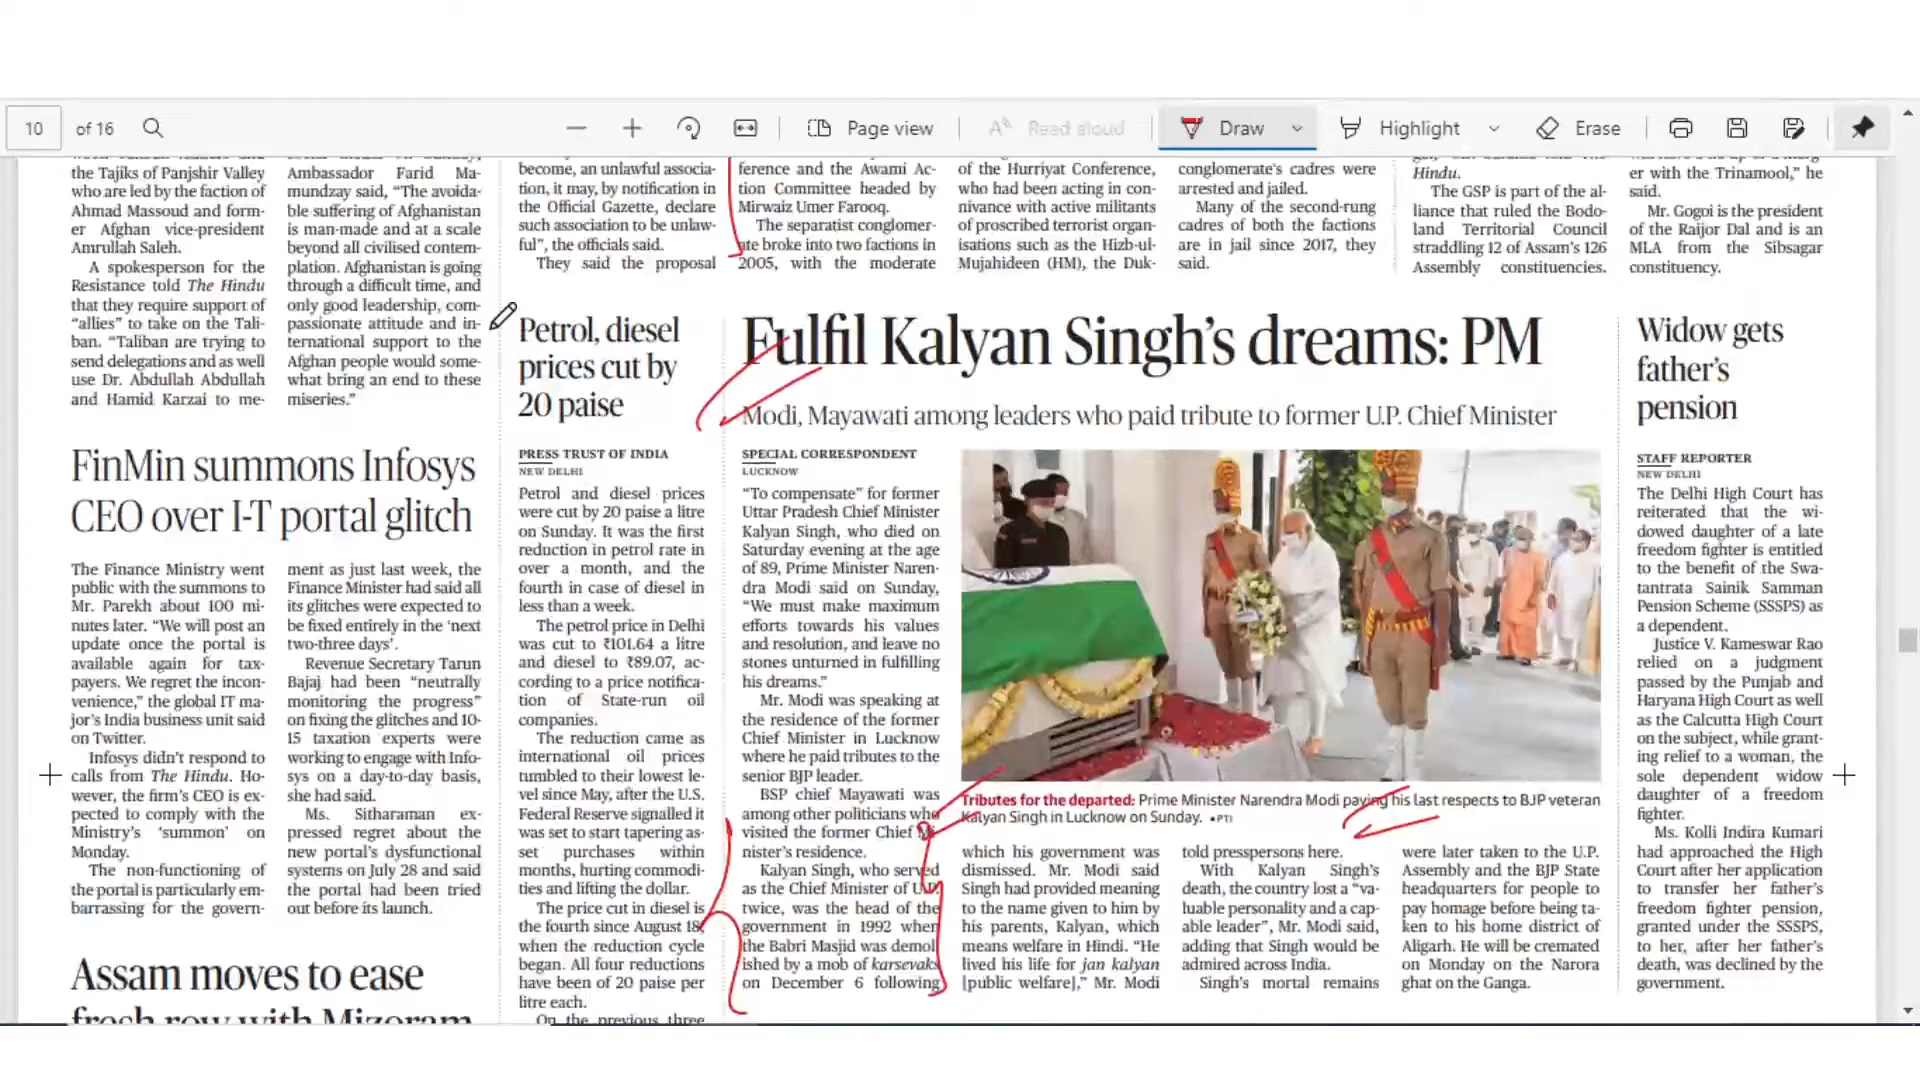 10
of 16
Page view
Read aloud
Draw
Highlight
Erase
the Tajiks of Panjshir Valley
who are led by the faction of
Ahmad Massoud and form-
er Afghan vice-president
Amrullah Saleh.
A spokesperson for the
Resistance told The Hindu
that they require support of
“allies” to take on the Tali-
ban. “Taliban are trying to
send delegations and as well
use Dr. Abdullah Abdullah
and Hamid Karzai to me-
Ambassador Farid Ma-
mundzay said, “The avoida-
ble suffering of Afghanistan
is man-made and at a scale
beyond all civilised contem-
plation. Afghanistan is going
through a difficult time, and
only good leadership, com-
passionate attitude and in-
ternational support to the
Afghan people would some-
what bring an end to these
miseries.”
become, an unlawful associa-
tion, it may, by notification in
the Official Gazette, declare
such association to be unlaw-
ful”, the officials said.
They said the proposal
ference and the Awami Ac-
tion Committee headed by
Mirwaiz Umer Farooq.
The separatist conglomer-
ate broke into two factions in
2005, with the moderate
of the Hurriyat Conference,
who had been acting in con-
nivance with active militants
of proscribed terrorist organ-
isations such as the Hizb-ul-
Mujahideen (HM), the Duk-
conglomerate’s cadres were
arrested and jailed.
Many of the second-rung
cadres of both the factions
are in jail since 2017, they
said.
Hindu.
The GSP is part of the al-
liance that ruled the Bodo-
land Territorial Council
straddling 12 of Assam’s 126
Assembly constituencies.
er with the Trinamool,” he
said.
Mr. Gogoi is the president
of the Raijor Dal and is an
MLA from the Sibsagar
constituency.
FinMin summons Infosys
CEO over I-T portal glitch
The Finance Ministry went
public with the summons to
Mr. Parekh about 100 mi-
nutes later. “We will post an
update once the portal is
available again for tax-
payers. We regret the incon-
venience,” the global IT ma-
jor’s India business unit said
on Twitter.
Infosys didn’t respond to
calls from The Hindu. Ho-
wever, the firm’s CEO is ex-
pected to comply with the
Ministry’s ‘summon’ on
Monday.
The non-functioning of
the portal is particularly em-
barrassing for the govern-
ment as just last week, the
Finance Minister had said all
its glitches were expected to
be fixed entirely in the ‘next
two-three days’.
Revenue Secretary Tarun
Bajaj had been “neutrally
monitoring the progress”
on fixing the glitches and 10-
15 taxation experts were
working to engage with Info-
sys on a day-to-day basis,
she had said.
Ms. Sitharaman ex-
pressed regret about the
new portal’s dysfunctional
systems on July 28 and said
the portal had been tried
out before its launch.
Assam moves to ease
fresh row with Mizoram
Petrol, diesel
prices cut by
20 paise
PRESS TRUST OF INDIA
NEW DELHI
Petrol and diesel prices
were cut by 20 paise a litre
on Sunday. It was the first
reduction in petrol rate in
over a month, and the
fourth in case of diesel in
less than a week.
The petrol price in Delhi
was cut to ₹101.64 a litre
and diesel to ₹89.07, ac-
cording to a price notifica-
tion of State-run oil
companies.
The reduction came as
international oil prices
tumbled to their lowest le-
vel since May, after the U.S.
Federal Reserve signalled it
was set to start tapering as-
set purchases within
months, hurting commodi-
ties and lifting the dollar.
The price cut in diesel is
the fourth since August 18,
when the reduction cycle
began. All four reductions
have been of 20 paise per
litre each.
On the previous three
Fulfil Kalyan Singh’s dreams: PM
Modi, Mayawati among leaders who paid tribute to former U.P. Chief Minister
SPECIAL CORRESPONDENT
LUCKNOW
“To compensate” for former
Uttar Pradesh Chief Minister
Kalyan Singh, who died on
Saturday evening at the age
of 89, Prime Minister Naren-
dra Modi said on Sunday,
“We must make maximum
efforts towards his values
and resolution, and leave no
stones unturned in fulfilling
his dreams.”
Mr. Modi was speaking at
the residence of the former
Chief Minister in Lucknow
where he paid tributes to the
senior BJP leader.
BSP chief Mayawati was
among other politicians who
visited the former Chief Mi-
nister’s residence.
Kalyan Singh, who served
as the Chief Minister of U.P.
twice, was the head of the
government in 1992 when
the Babri Masjid was demol-
ished by a mob of karsevaks
on December 6 following
Tributes for the departed: Prime Minister Narendra Modi paying his last respects to BJP veteran
Kalyan Singh in Lucknow on Sunday. • PTI
which his government was
dismissed. Mr. Modi said
Singh had provided meaning
to the name given to him by
his parents, Kalyan, which
means welfare in Hindi. “He
lived his life for jan kalyan
[public welfare],” Mr. Modi
told presspersons here.
With Kalyan Singh’s
death, the country lost a “va-
luable personality and a cap-
able leader”, Mr. Modi said,
adding that Singh would be
admired across India.
Singh’s mortal remains
were later taken to the U.P.
Assembly and the BJP State
headquarters for people to
pay homage before being ta-
ken to his home district of
Aligarh. He will be cremated
on Monday on the Narora
ghat on the Ganga.
Widow gets
father’s
pension
STAFF REPORTER
NEW DELHI
The Delhi High Court has
reiterated that the wi-
dowed daughter of a late
freedom fighter is entitled
to the benefit of the Swa-
tantrata Sainik Samman
Pension Scheme (SSSPS) as
a dependent.
Justice V. Kameswar Rao
relied on a judgment
passed by the Punjab and
Haryana High Court as well
as the Calcutta High Court
on the subject, while grant-
ing relief to a woman, the
sole dependent widow
daughter of a freedom
fighter.
Ms. Kolli Indira Kumari
had approached the High
Court after her application
to transfer her father’s
freedom fighter pension,
granted under the SSSPS,
to her, after her father’s
death, was declined by the
government.